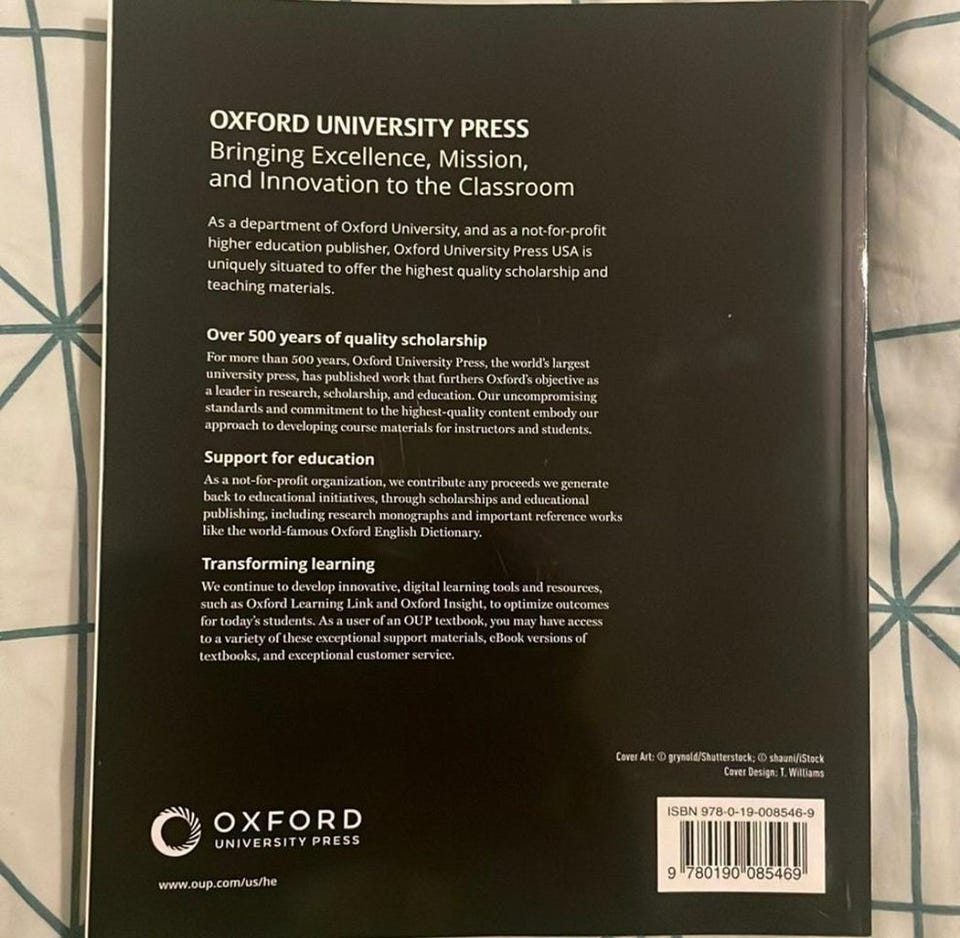 OXFORD UNIVERSITY PRESS
Bringing Excellence, Mission,
and Innovation to the Classroom
As a department of Oxford University, and as a not-for-profit
higher education publisher, Oxford University Press USA is
uniquely situated to offer the highest quality scholarship and
teaching materials.
Over 500 years of quality scholarship
For more than 500 years, Oxford University Press, the world's largest
university press, has published work that furthers Oxford's objective as
a leader in research, scholarship, and education. Our uncompromising
standards and commitment to the highest-quality content embody our
approach to developing course materials for instructors and students.
Support for education
As a not-for-profit organization, we contribute any proceeds we generate
back to educational initiatives, through scholarships and educational
publishing, including research monographs and important reference works
like the world-famous Oxford English Dictionary.
Transforming learning
We continue to develop innovative, digital learning tools and resources,
such as Oxford Learning Link and Oxford Insight, to optimize outcomes
for today's students. As a user of an OUP textbook, you may have access
to a variety of these exceptional support materials, eBook versions of
textbooks, and exceptional customer service.
Cover Art: © grynold/Shutterstock; © shauni/iStock
Cover Design: T. Williams
OXFORD
UNIVERSITY PRESS
www.oup.com/us/he
ISBN 978-0-19-008546-9
9 780190 085469